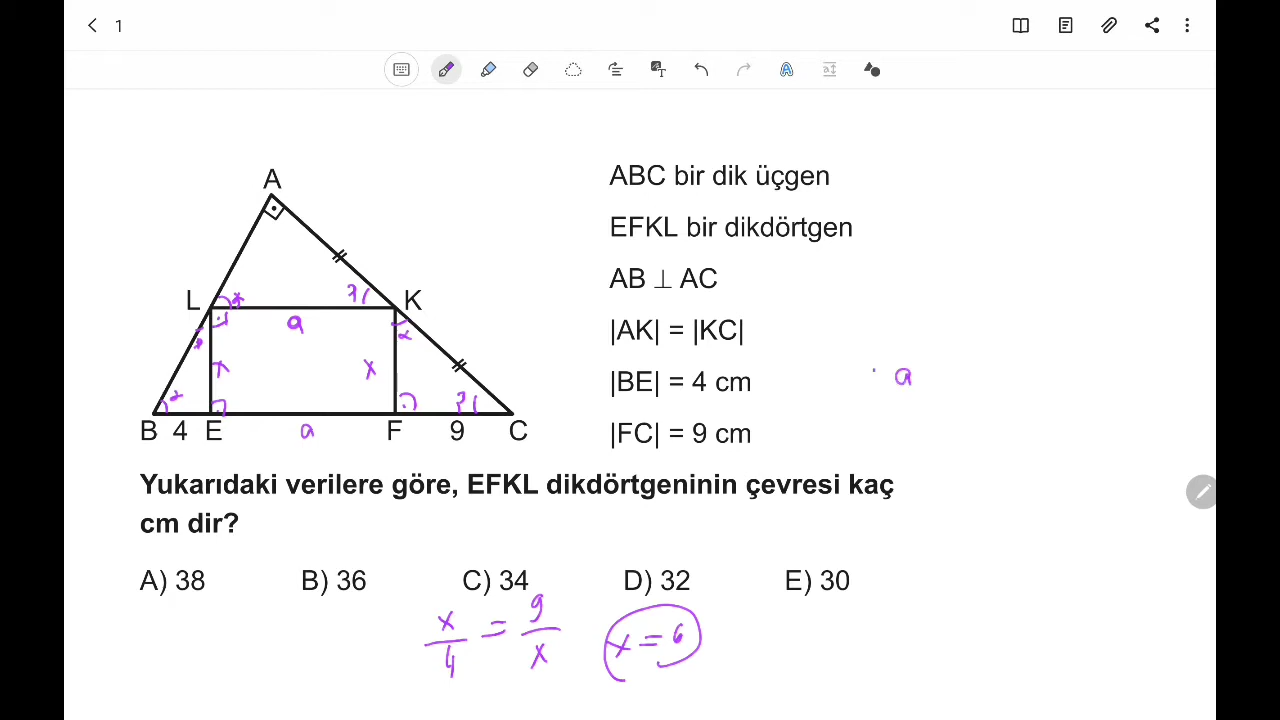 1
A
ABC bir dik üçgen
EFKL bir dikdörtgen
AB ⊥ AC
L K
a
|AK| = |KC|
x x
|BE| = 4 cm
a
B 4 E F 9 C
a
|FC| = 9 cm
Yukarıdaki verilere göre, EFKL dikdörtgeninin çevresi kaç
cm dir?
A) 38 B) 36 C) 34 D) 32 E) 30
x/4 = 9/x x = 6